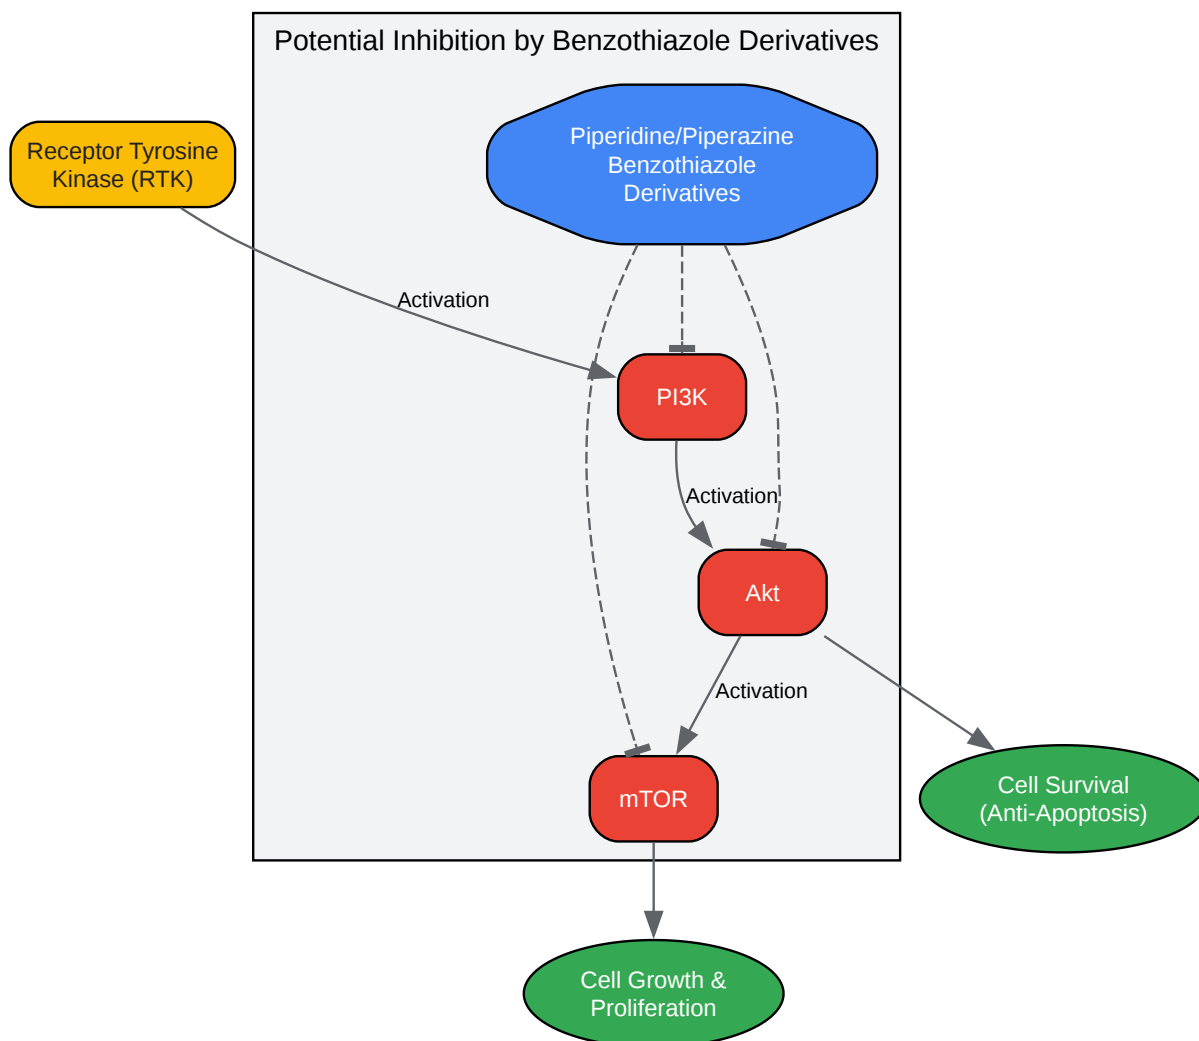 Potential Inhibition by Benzothiazole Derivatives
Receptor Tyrosine
Kinase (RTK)
Piperidine/Piperazine
Benzothiazole
Derivatives
Activation
PI3K
Activation
Akt
Activation
mTOR
Cell Survival
(Anti-Apoptosis)
Cell Growth &
Proliferation